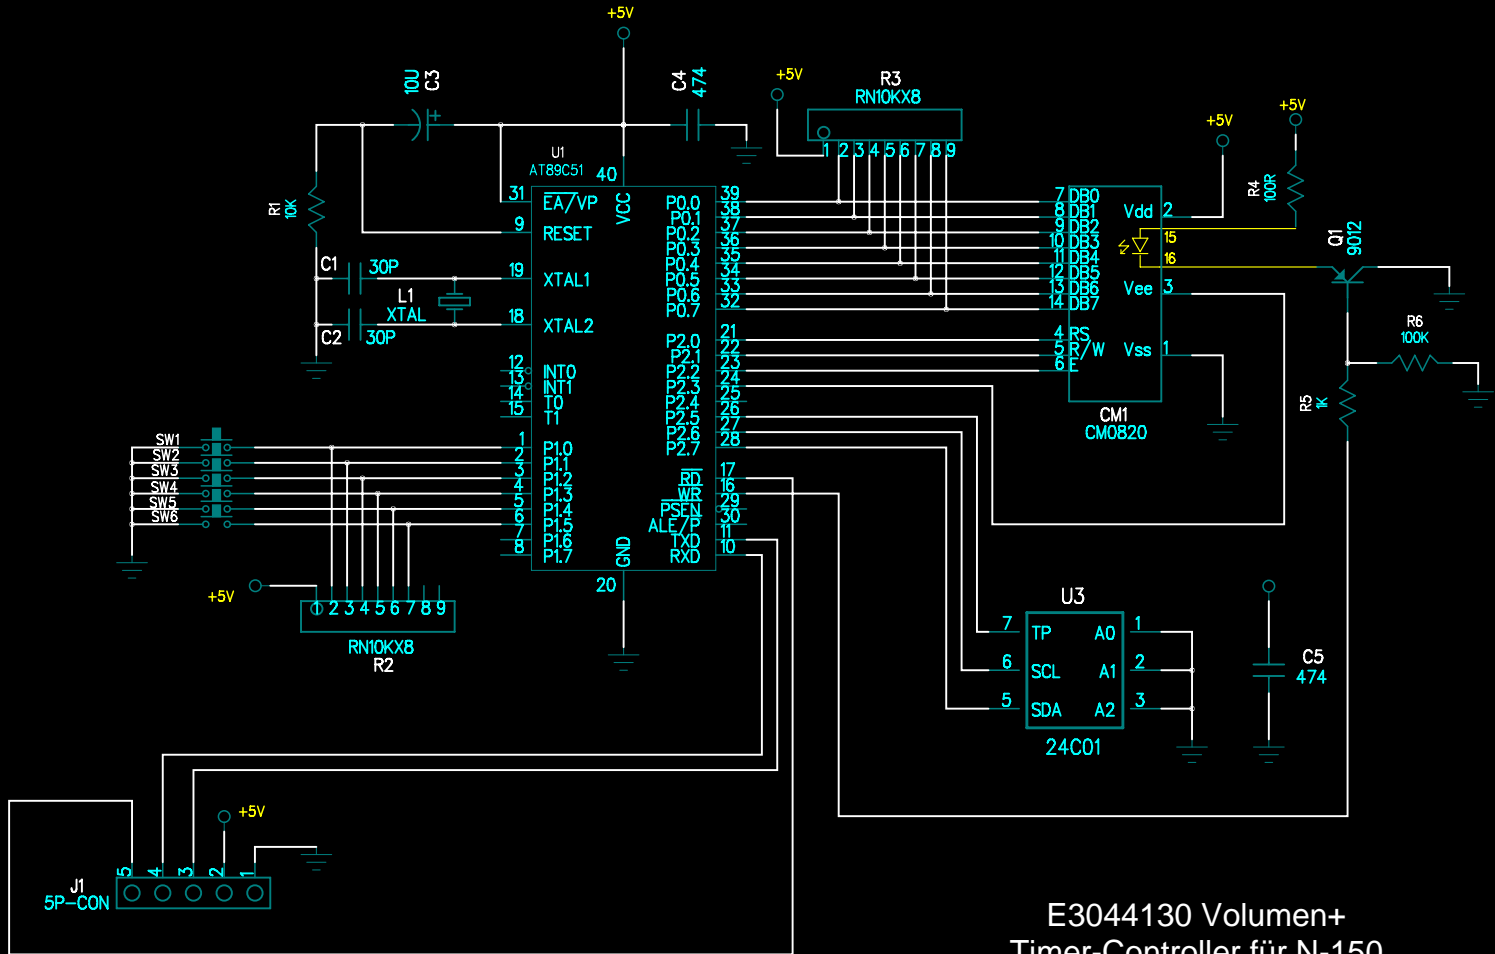 +5V
10U
C3
C4
474
+5V
R3
RN10KX8
1 2 3 4 5 6 7 8 9
+5V
+5V
R4
100R
Q1
9012
R6
100K
R5
1K
R1
10K
C1
30P
L1
XTAL
C2
30P
U1
AT89C51
40
VCC
31 EA/VP
9 RESET
19 XTAL1
18 XTAL2
12 INT0
13 INT1
14 T0
15 T1
1 P1.0
2 P1.1
3 P1.2
4 P1.3
5 P1.4
6 P1.5
7 P1.6
8 P1.7
P0.0 39
P0.1 38
P0.2 37
P0.3 36
P0.4 35
P0.5 34
P0.6 33
P0.7 32
P2.0 21
P2.1 22
P2.2 23
P2.3 24
P2.4 25
P2.5 26
P2.6 27
P2.7 28
RD 17
WR 16
PSEN 29
ALE/P 30
TXD 11
RXD 10
GND
20
7 DB0
8 DB1
9 DB2
10 DB3
11 DB4
12 DB5
13 DB6
14 DB7
4 RS
5 R/W
6 E
Vdd 2
15
16
Vee 3
Vss 1
CM1
CM0820
SW1
SW2
SW3
SW4
SW5
SW6
+5V
1 2 3 4 5 6 7 8 9
RN10KX8
R2
U3
7 TP A0 1
6 SCL A1 2
5 SDA A2 3
24C01
C5
474
+5V
5 4 3 2 1
J1
5P-CON
E3044130 Volumen+
Timer-Controller für N-150